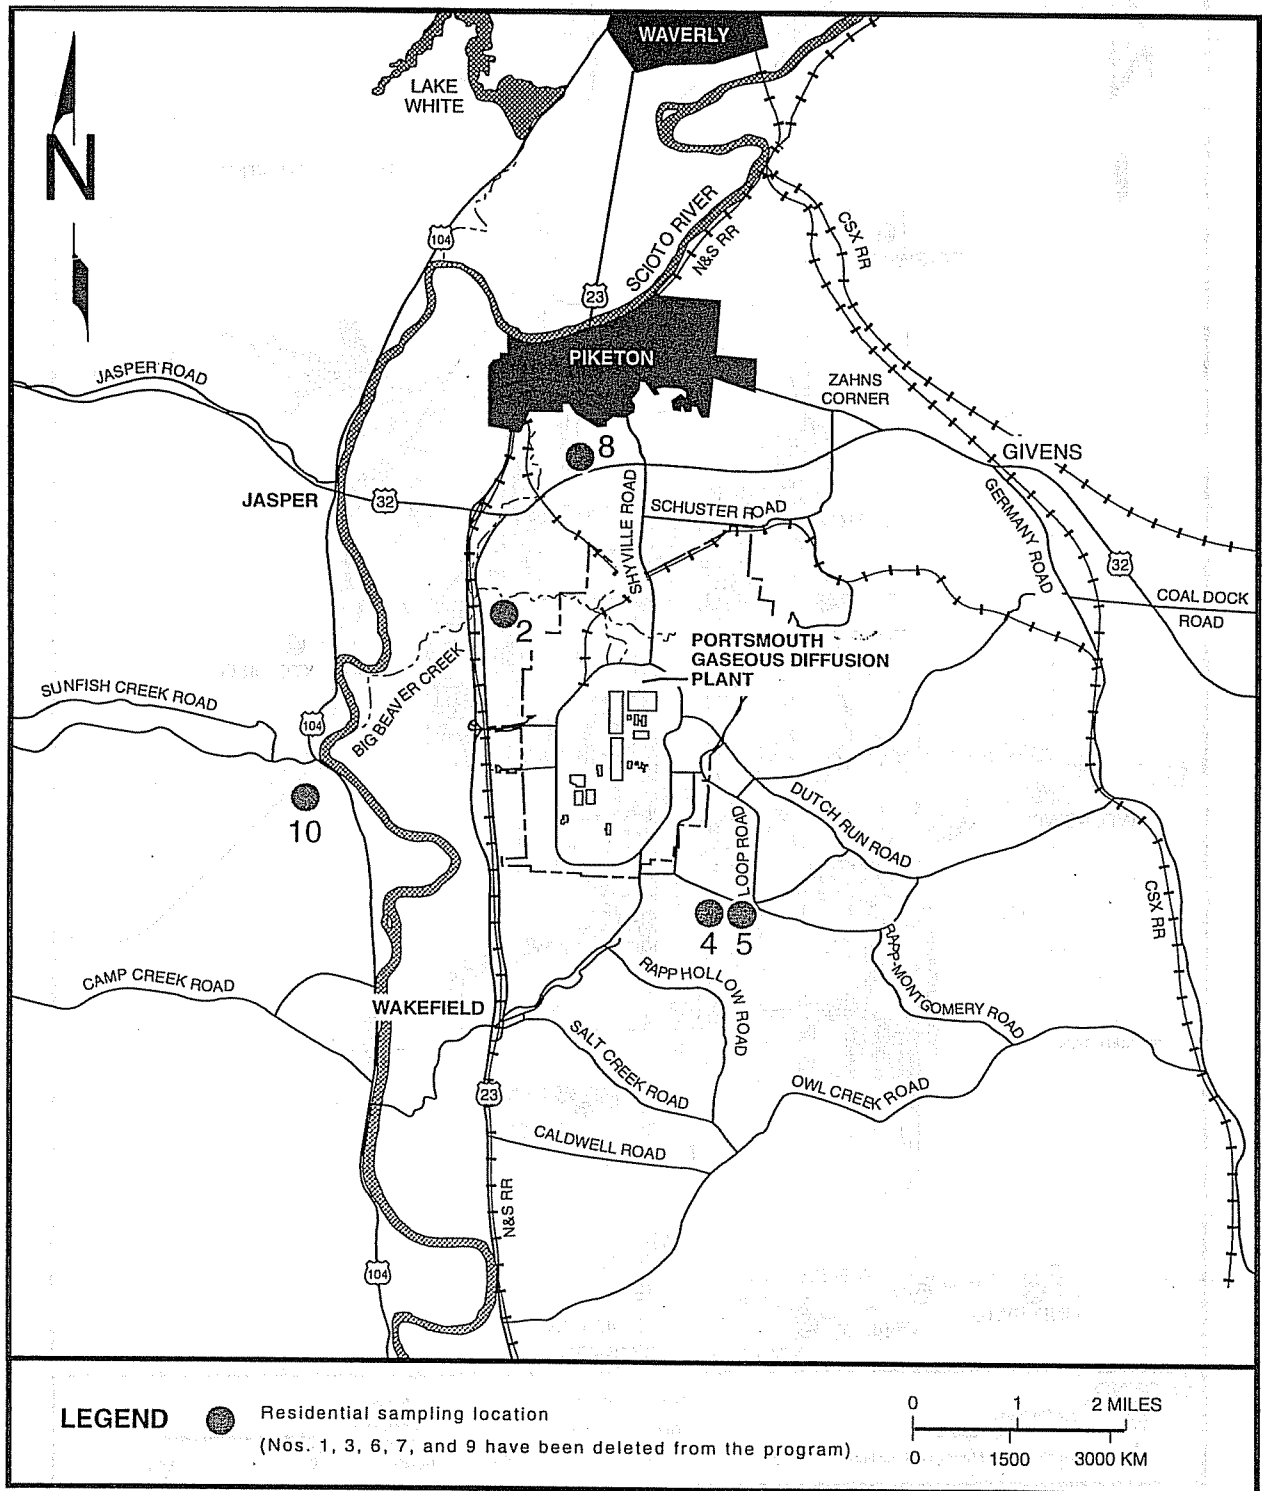 WAVERLY
LAKE
WHITE
N
104
SCIOTO RIVER
N&S RR
CSX RR
23
PIKETON
JASPER ROAD
ZAHNS
CORNER
8
GIVENS
JASPER
32
SHYVILLE ROAD
SCHUSTER ROAD
GERMANY ROAD
32
COAL DOCK
ROAD
2
PORTSMOUTH
GASEOUS DIFFUSION
PLANT
BIG BEAVER CREEK
SUNFISH CREEK ROAD
104
10
DUTCH RUN ROAD
LOOP ROAD
4
5
CSX RR
RAPP HOLLOW ROAD
RAPP-MONTGOMERY ROAD
CAMP CREEK ROAD
WAKEFIELD
SALT CREEK ROAD
23
OWL CREEK ROAD
CALDWELL ROAD
N&S RR
104
LEGEND
Residential sampling location
(Nos. 1, 3, 6, 7, and 9 have been deleted from the program)
0 1 2 MILES
0 1500 3000 KM